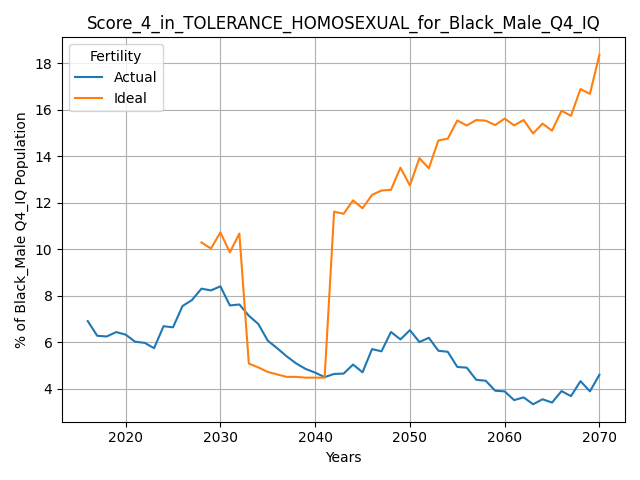 Score_4_in_TOLERANCE_HOMOSEXUAL_for_Black_Male_Q4_IQ
Fertility
Actual
Ideal
% of Black_Male Q4_IQ Population
18
16
14
12
10
8
6
4
2020 2030 2040 2050 2060 2070
Years